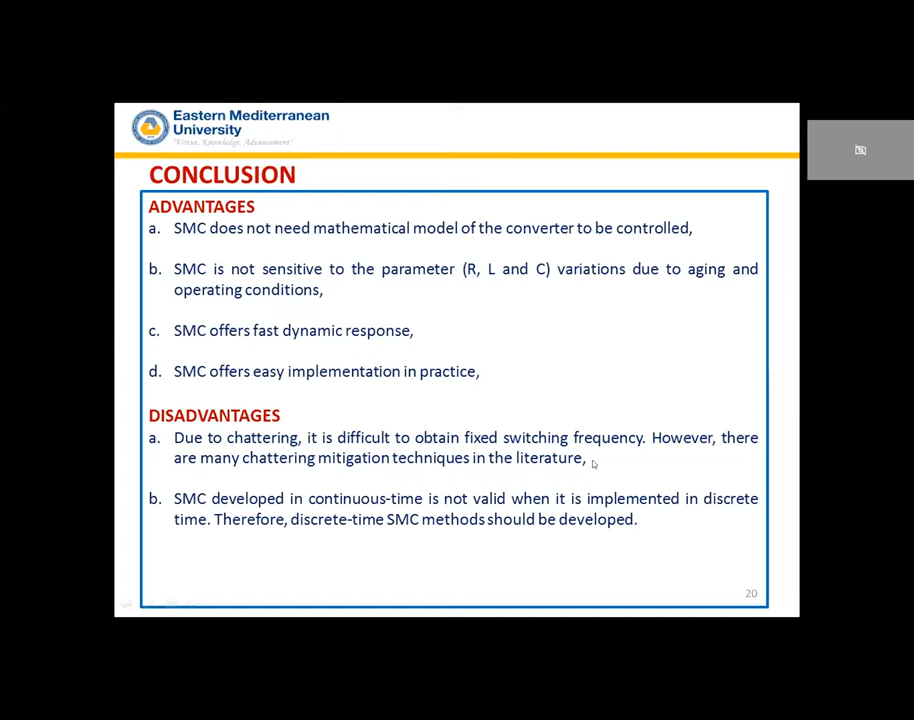 Eastern Mediterranean
University
"Virtue, Knowledge, Advancement"
CONCLUSION
ADVANTAGES
a. SMC does not need mathematical model of the converter to be controlled,
b. SMC is not sensitive to the parameter (R, L and C) variations due to aging and
operating conditions,
c. SMC offers fast dynamic response,
d. SMC offers easy implementation in practice,
DISADVANTAGES
a. Due to chattering, it is difficult to obtain fixed switching frequency. However, there
are many chattering mitigation techniques in the literature,
b. SMC developed in continuous-time is not valid when it is implemented in discrete
time. Therefore, discrete-time SMC methods should be developed.
20